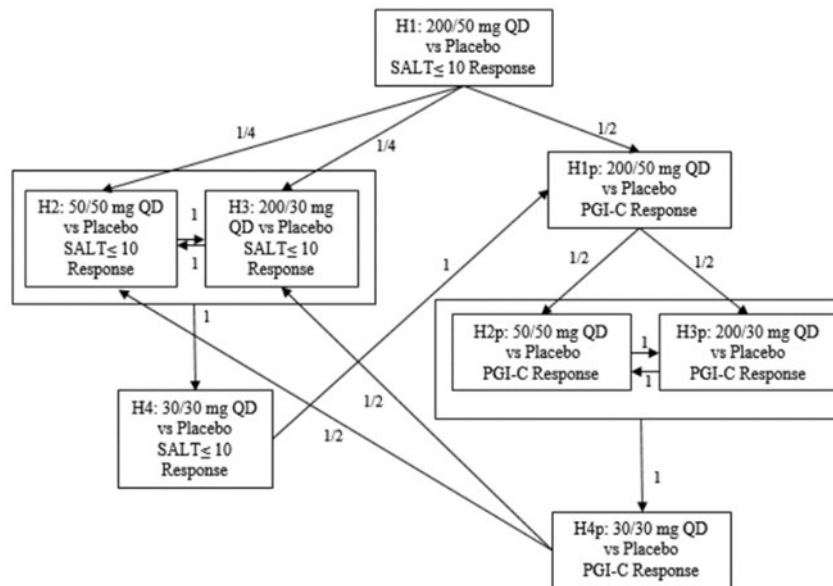 H1: 200/50 mg QD
vs Placebo
SALT≤ 10 Response
1/4
1/4
1/2
H2: 50/50 mg QD
vs Placebo
SALT≤ 10
Response
1
1
H3: 200/30 mg
QD vs Placebo
SALT≤ 10
Response
H1p: 200/50 mg QD
vs Placebo
PGI-C Response
1
1/2
1/2
1
H2p: 50/50 mg QD
vs Placebo
PGI-C Response
1
1
H3p: 200/30 mg QD
vs Placebo
PGI-C Response
H4: 30/30 mg QD
vs Placebo
SALT≤ 10
Response
1/2
1/2
1
H4p: 30/30 mg QD
vs Placebo
PGI-C Response